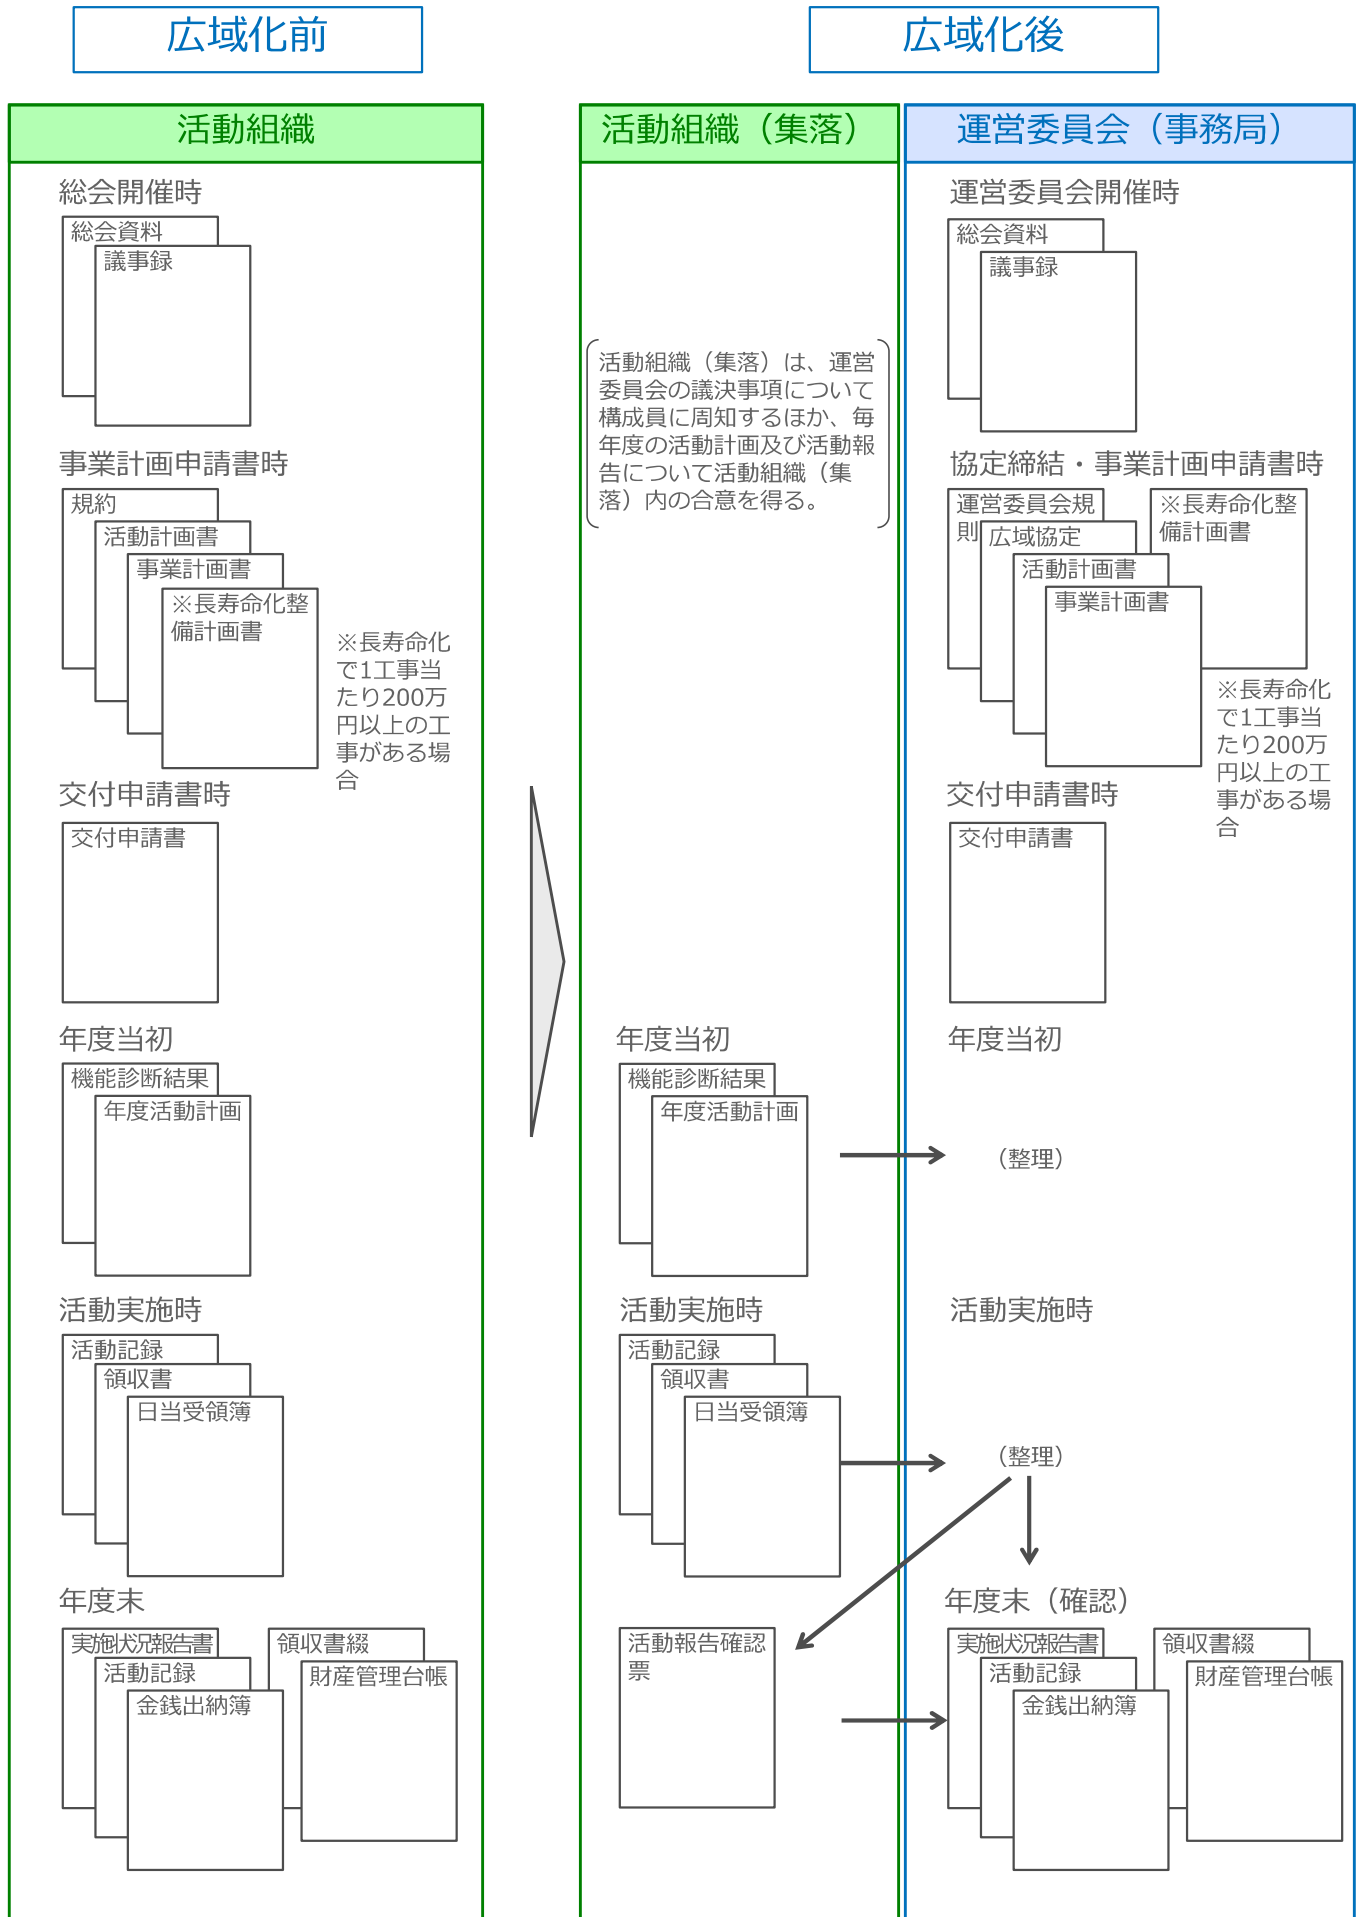 広域化前
広域化後
活動組織
総会開催時
総会資料
議事録
事業計画申請書時
規約
活動計画書
事業計画書
※長寿命化整
備計画書
※長寿命化
で1工事当
たり200万
円以上の工
事がある場
合
交付申請書時
交付申請書
年度当初
機能診断結果
年度活動計画
活動実施時
活動記録
領収書
日当受領簿
年度末
実施状況報告書
活動記録
金銭出納簿
領収書綴
財産管理台帳
活動組織（集落）
活動組織（集落）は、運営
委員会の議決事項について
構成員に周知するほか、毎
年度の活動計画及び活動報
告について活動組織（集
落）内の合意を得る。
年度当初
機能診断結果
年度活動計画
活動実施時
活動記録
領収書
日当受領簿
活動報告確認
票
運営委員会（事務局）
運営委員会開催時
総会資料
議事録
協定締結・事業計画申請書時
運営委員会規
則
広域協定
活動計画書
事業計画書
※長寿命化整
備計画書
※長寿命化
で1工事当
たり200万
円以上の工
事がある場
合
交付申請書時
交付申請書
年度当初
（整理）
活動実施時
（整理）
年度末（確認）
実施状況報告書
活動記録
金銭出納簿
領収書綴
財産管理台帳